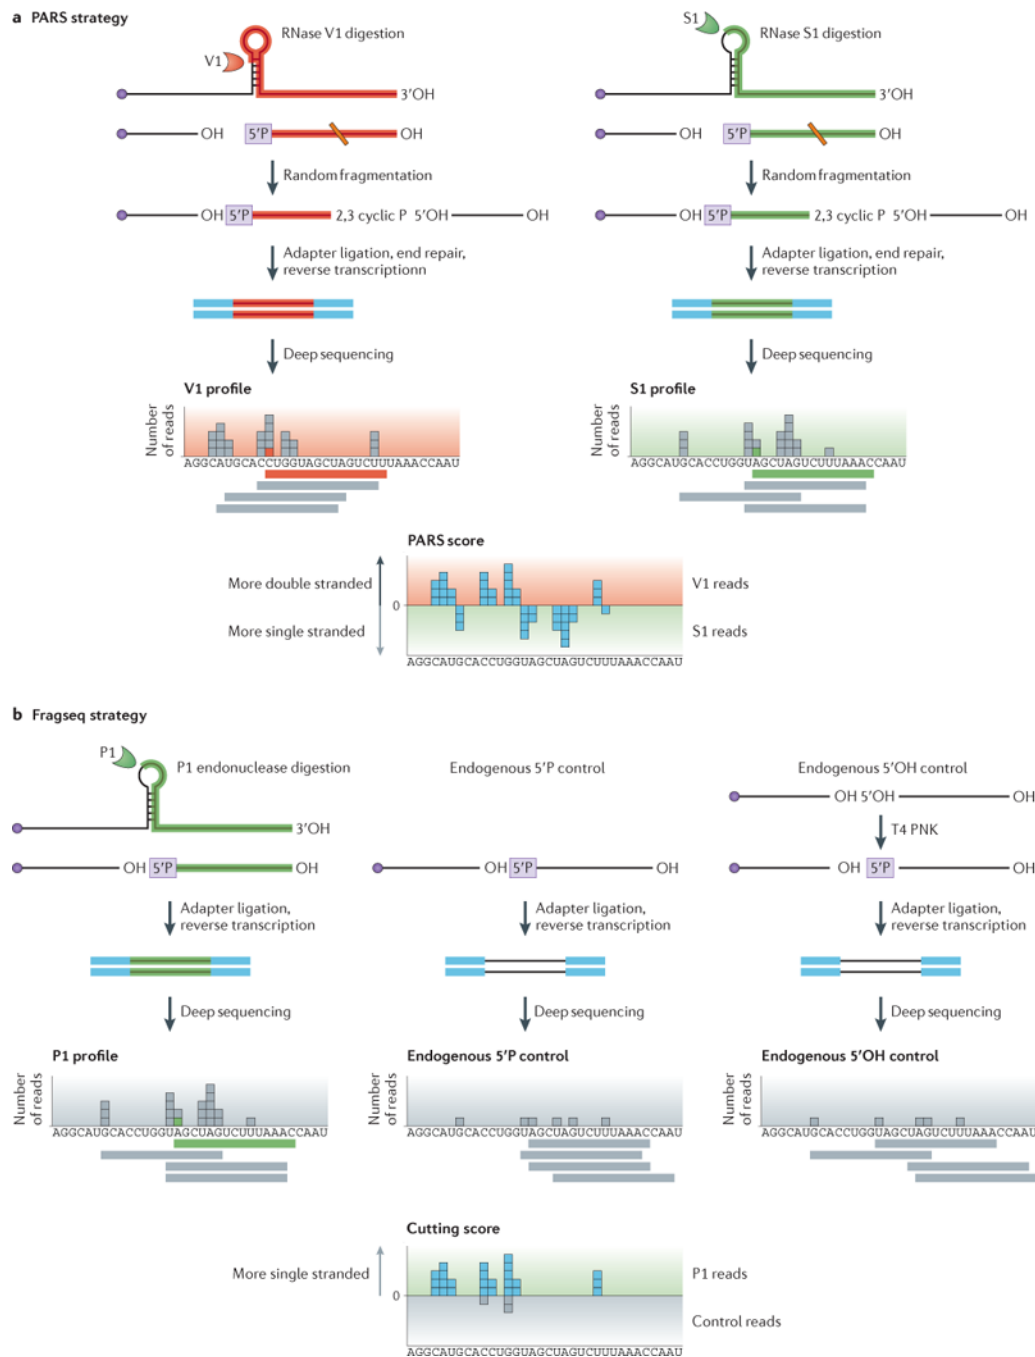 a PARS strategy
RNase V1 digestion
V1
3′OH
OH 5′P OH
Random fragmentation
OH 5′P 2,3 cyclic P 5′OH OH
Adapter ligation, end repair,
reverse transcriptionn
Deep sequencing
V1 profile
Number
of reads
AGGCAUGCACCUGGUAGCUAGUCUUUAAACCAAU
S1
RNase S1 digestion
3′OH
OH 5′P OH
Random fragmentation
OH 5′P 2,3 cyclic P 5′OH OH
Adapter ligation, end repair,
reverse transcription
Deep sequencing
S1 profile
Number
of reads
AGGCAUGCACCUGGUAGCUAGUCUUUAAACCAAU
PARS score
More double stranded
0
More single stranded
V1 reads
S1 reads
AGGCAUGCACCUGGUAGCUAGUCUUUAAACCAAU
b Fragseq strategy
P1
P1 endonuclease digestion
3′OH
OH 5′P OH
Adapter ligation,
reverse transcription
Deep sequencing
P1 profile
Number
of reads
AGGCAUGCACCUGGUAGCUAGUCUUUAAACCAAU
Endogenous 5′P control
OH 5′P OH
Adapter ligation,
reverse transcription
Deep sequencing
Endogenous 5′P control
Number
of reads
AGGCAUGCACCUGGUAGCUAGUCUUUAAACCAAU
Endogenous 5′OH control
OH 5′OH OH
T4 PNK
OH 5′P OH
Adapter ligation,
reverse transcription
Deep sequencing
Endogenous 5′OH control
Number
of reads
AGGCAUGCACCUGGUAGCUAGUCUUUAAACCAAU
Cutting score
More single stranded
0
P1 reads
Control reads
AGGCAUGCACCUGGUAGCUAGUCUUUAAACCAAU